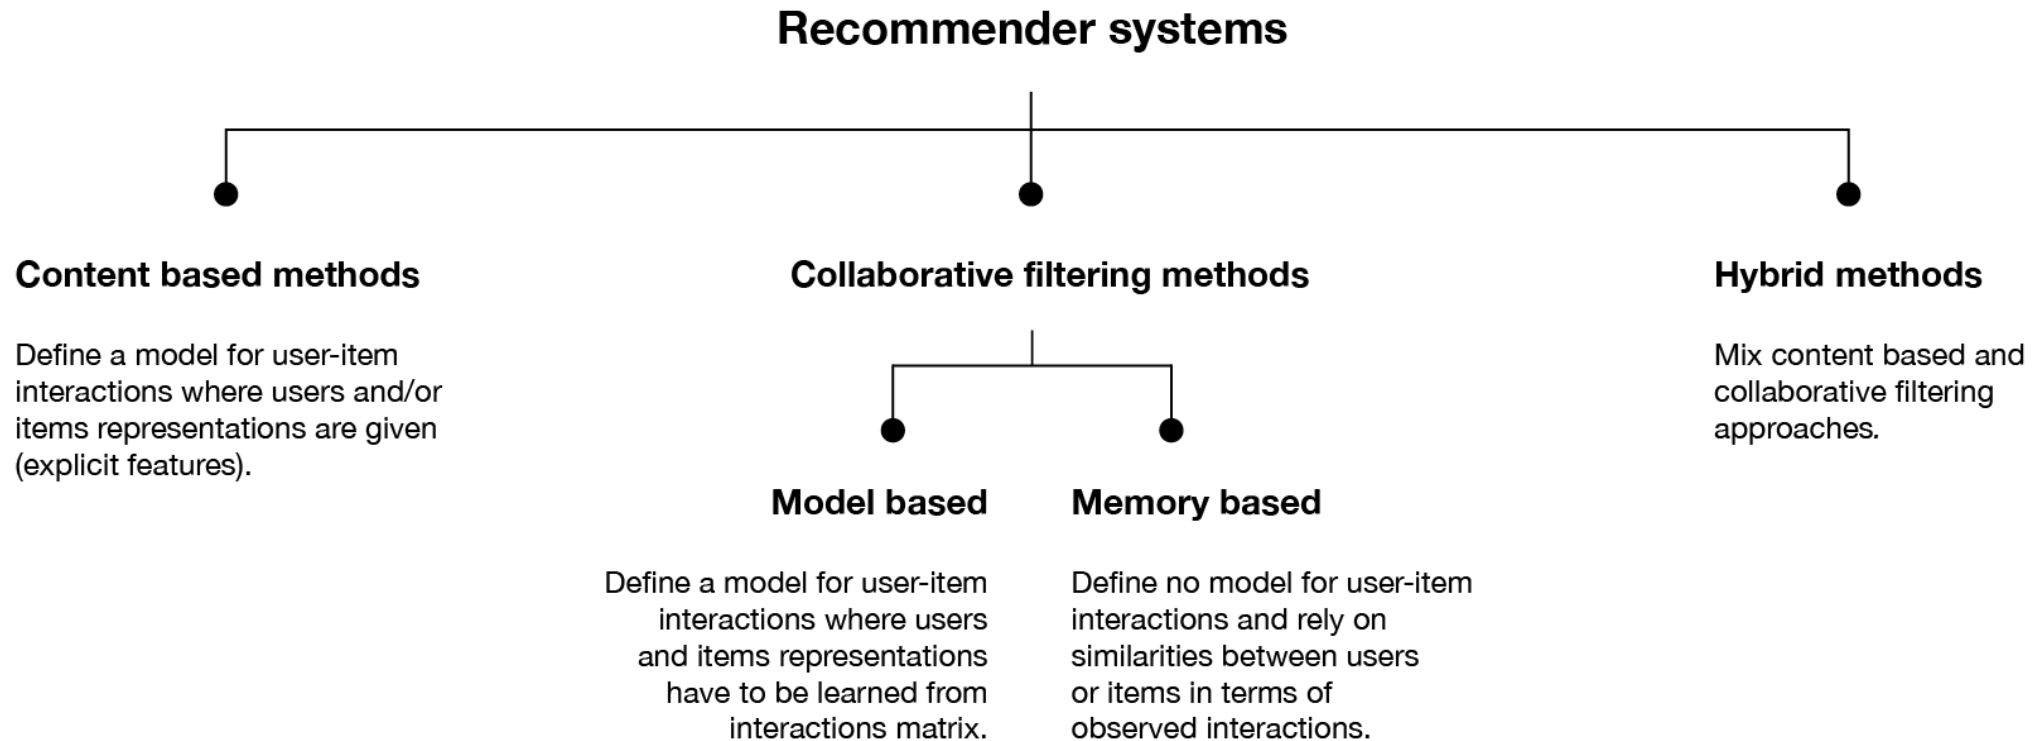 Recommender systems
Content based methods
Define a model for user-item
interactions where users and/or
items representations are given
(explicit features).
Collaborative filtering methods
Model based
Define a model for user-item
interactions where users
and items representations
have to be learned from
interactions matrix.
Memory based
Define no model for user-item
interactions and rely on
similarities between users
or items in terms of
observed interactions.
Hybrid methods
Mix content based and
collaborative filtering
approaches.